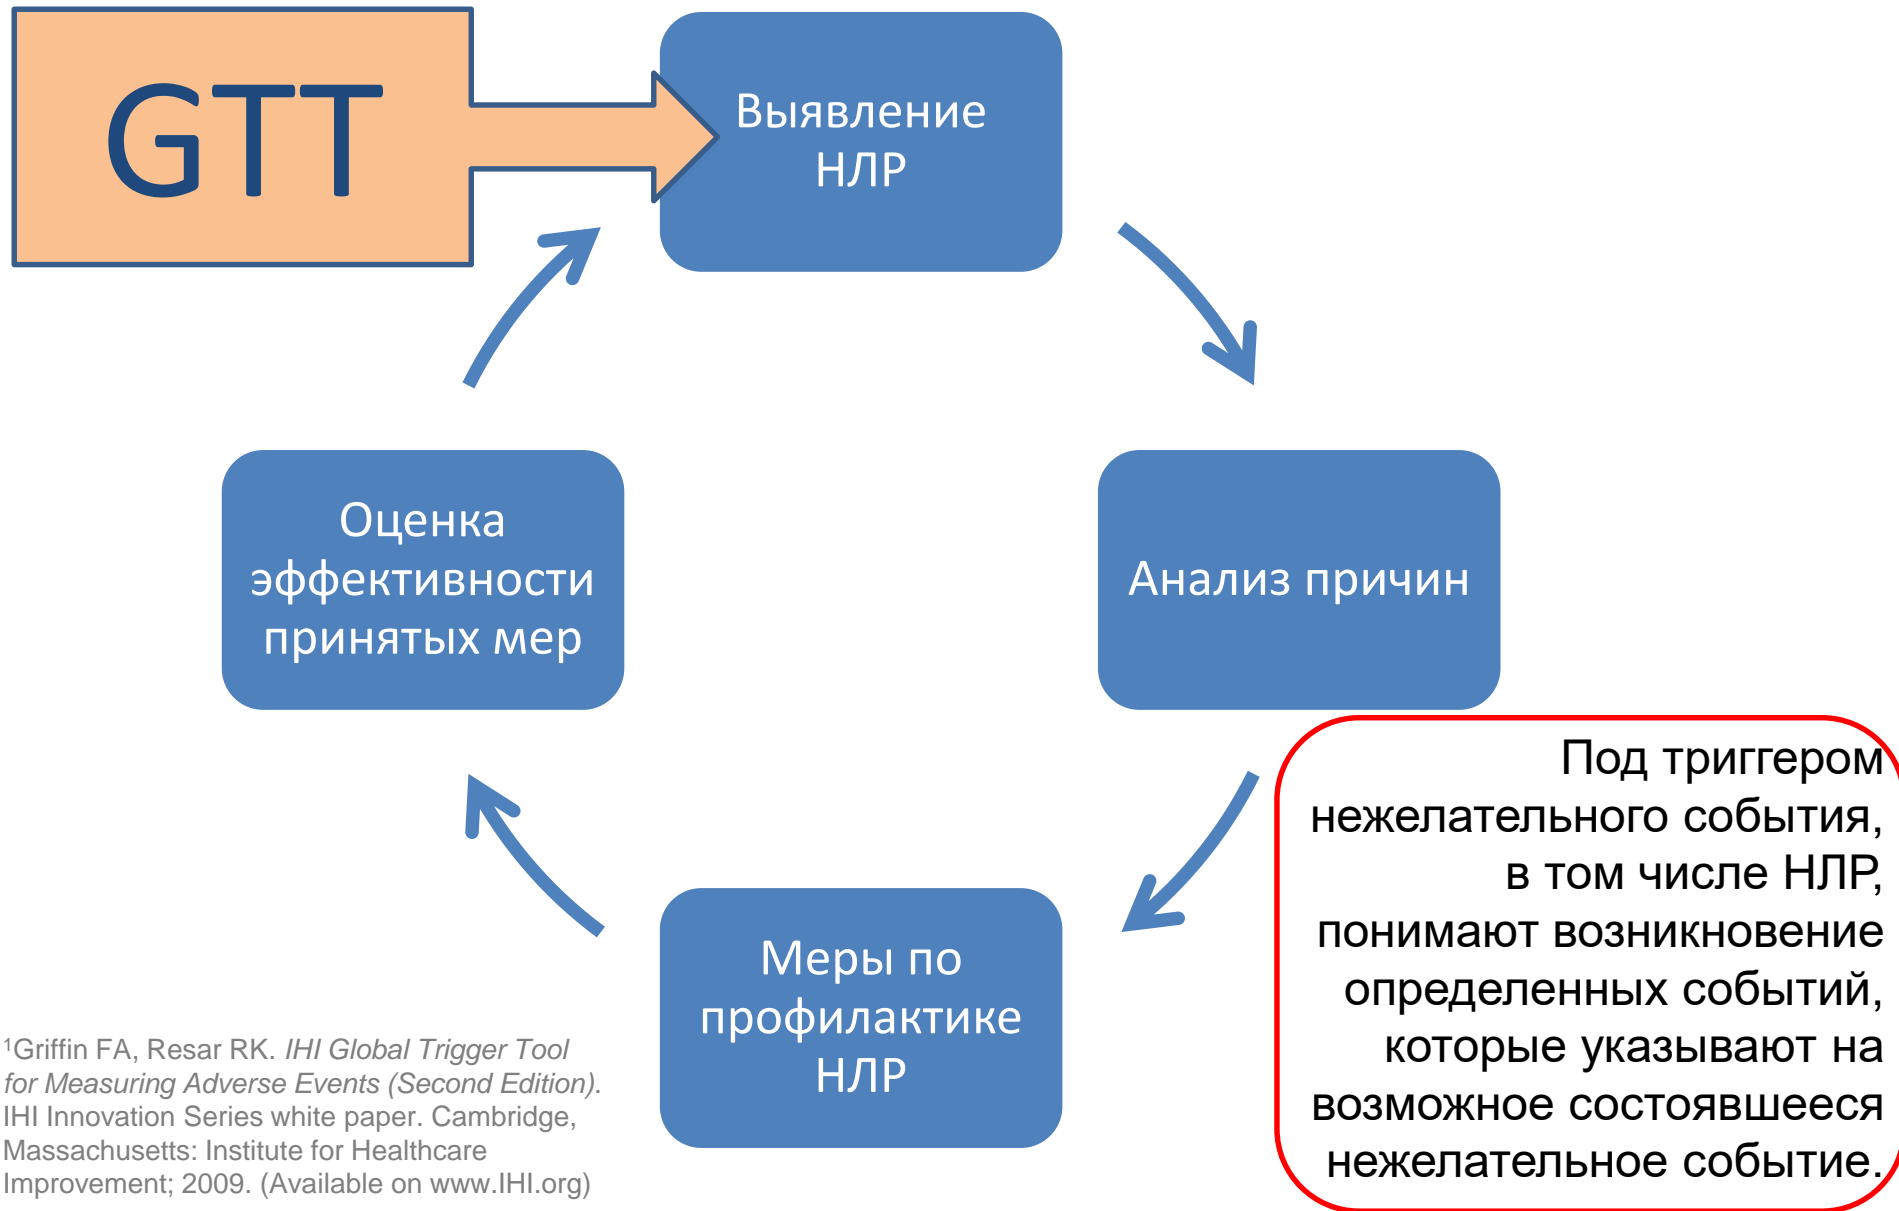 GTT
Выявление
НЛР
Анализ причин
Меры по
профилактике
НЛР
Оценка
эффективности
принятых мер
Под триггером
нежелательного события,
в том числе НЛР,
понимают возникновение
определенных событий,
которые указывают на
возможное состоявшееся
нежелательное событие.
¹Griffin FA, Resar RK. IHI Global Trigger Tool
for Measuring Adverse Events (Second Edition).
IHI Innovation Series white paper. Cambridge,
Massachusetts: Institute for Healthcare
Improvement; 2009. (Available on www.IHI.org)